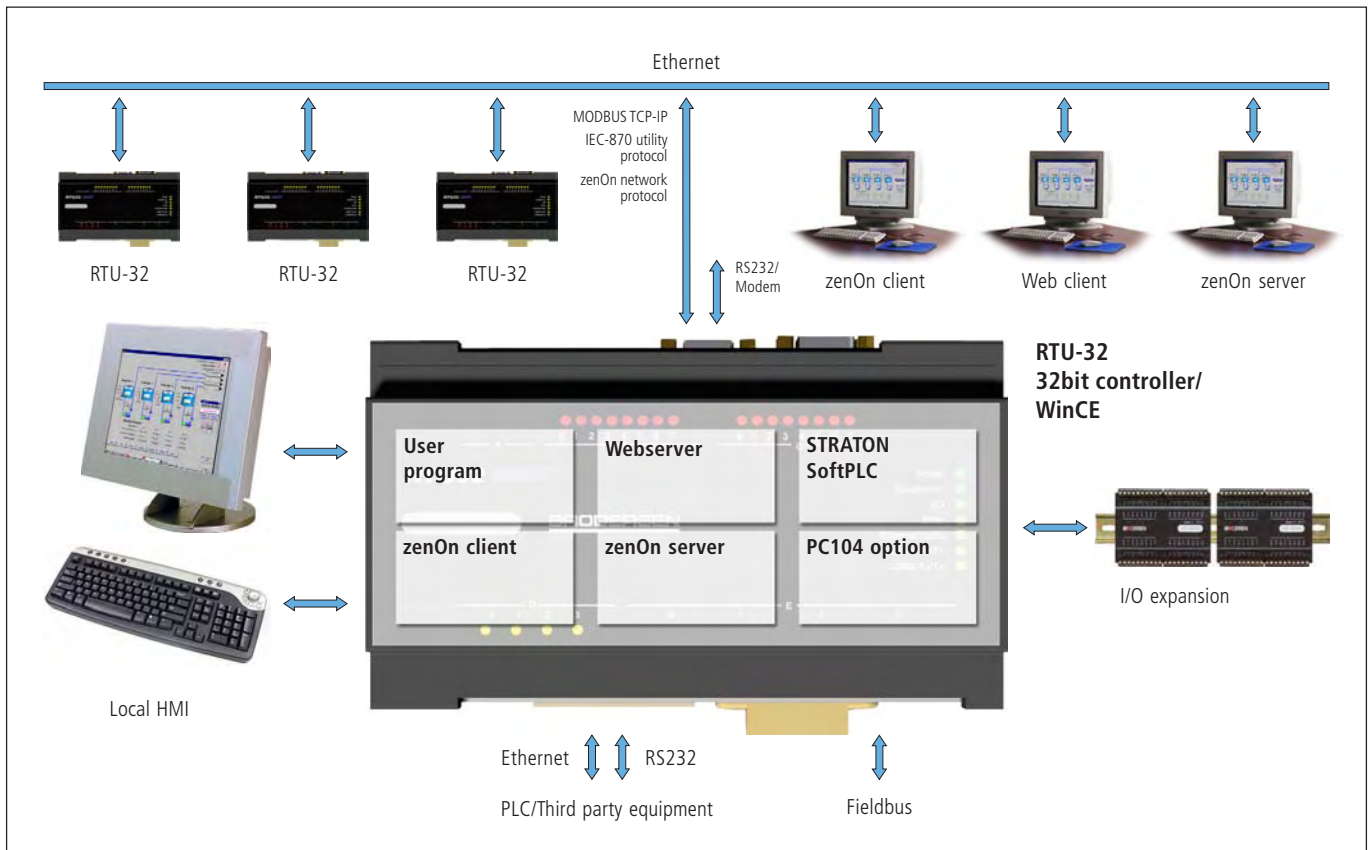 Ethernet
MODBUS TCP-IP
IEC-870 utility
protocol
zenOn network
protocol
RTU-32
RTU-32
RTU-32
RS232/
Modem
zenOn client
Web client
zenOn server
RTU-32
32bit controller/
WinCE
User
program
Webserver
STRATON
SoftPLC
zenOn client
zenOn server
PC104 option
I/O expansion
Local HMI
Ethernet
RS232
PLC/Third party equipment
Fieldbus